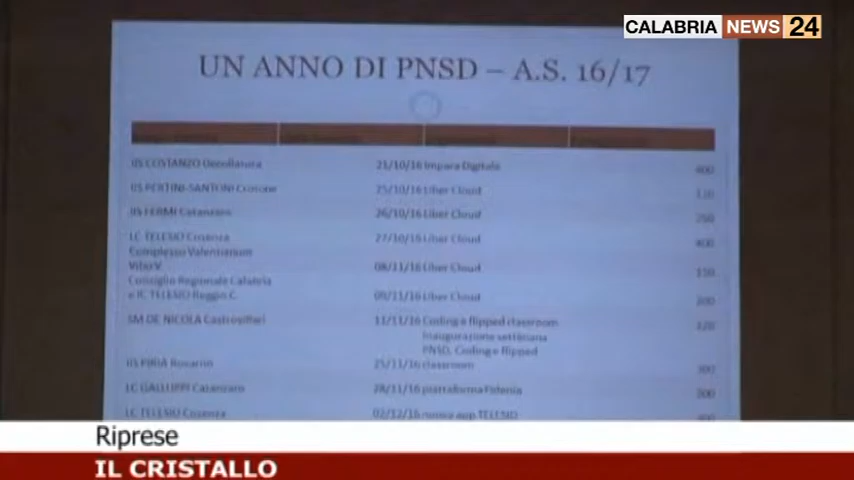 CALABRIA NEWS 24
UN ANNO DI PNSD – A.S. 16/17
IIS COSTANZO Decollatura 21/10/16 Impara Digitale 400
IIS PERTINI-SANTONI Crotone 25/10/16 Liber Cloud
IIS FERMI Catanzaro 26/10/16 Liber Cloud 250
LC TELESIO Cosenza 27/10/16 Liber Cloud 400
Complesso Valentianum
Vibo V. 08/11/16 Liber Cloud 150
Consiglio Regionale Calabria
e IC TELESIO Reggio C. 09/11/16 Liber Cloud 200
SM DE NICOLA Castrovillari 11/11/16 Coding e flipped classroom 120
Inaugurazione settimana
PNSD, Coding e flipped
IIS PIRIA Rosarno 25/11/16 classroom 300
LC GALLUPPI Catanzaro 28/11/16 piattaforma Fidenia 300
LC TELESIO Cosenza 02/12/16 nuova app TELESIO 400
Riprese
IL CRISTALLO